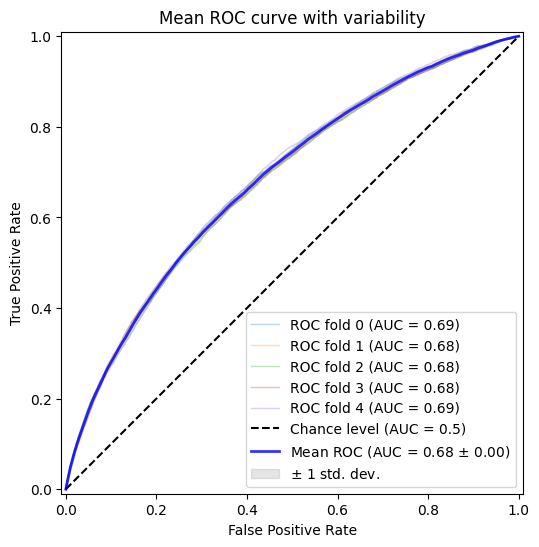 Mean ROC curve with variability
True Positive Rate
1.0
0.8
0.6
0.4
0.2
0.0
ROC fold 0 (AUC = 0.69)
ROC fold 1 (AUC = 0.68)
ROC fold 2 (AUC = 0.68)
ROC fold 3 (AUC = 0.68)
ROC fold 4 (AUC = 0.69)
Chance level (AUC = 0.5)
Mean ROC (AUC = 0.68 ± 0.00)
± 1 std. dev.
0.0 0.2 0.4 0.6 0.8 1.0
False Positive Rate